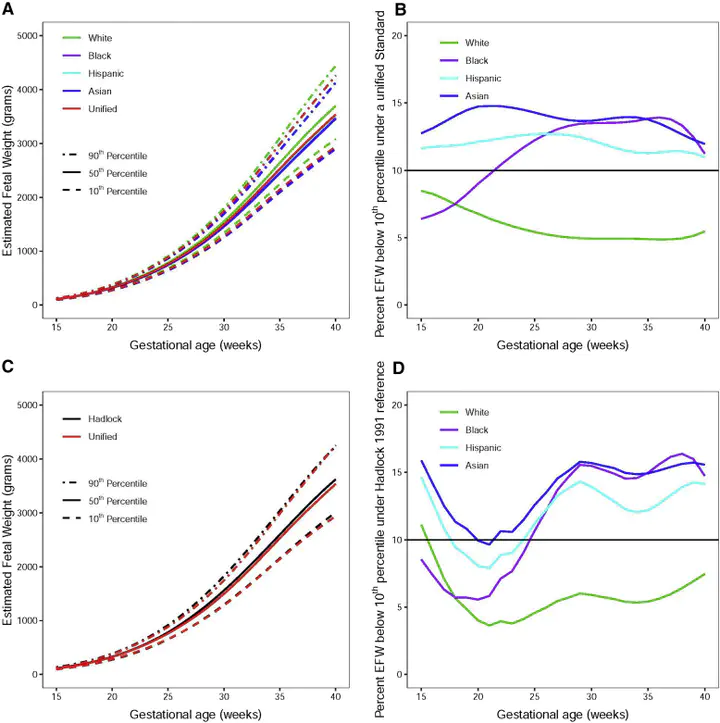 A
Estimated Fetal Weight (grams)
5000
4000
3000
2000
1000
0
White
Black
Hispanic
Asian
Unified
90th Percentile
50th Percentile
10th Percentile
15 20 25 30 35 40
Gestational age (weeks)
B
Percent EFW below 10th percentile under a unified Standard
20
15
10
5
0
White
Black
Hispanic
Asian
15 20 25 30 35 40
Gestational age (weeks)
C
Estimated Fetal Weight (grams)
5000
4000
3000
2000
1000
0
Hadlock
Unified
90th Percentile
50th Percentile
10th Percentile
15 20 25 30 35 40
Gestational age (weeks)
D
Percent EFW below 10th percentile under Hadlock 1991 reference
20
15
10
5
0
White
Black
Hispanic
Asian
15 20 25 30 35 40
Gestational age (weeks)